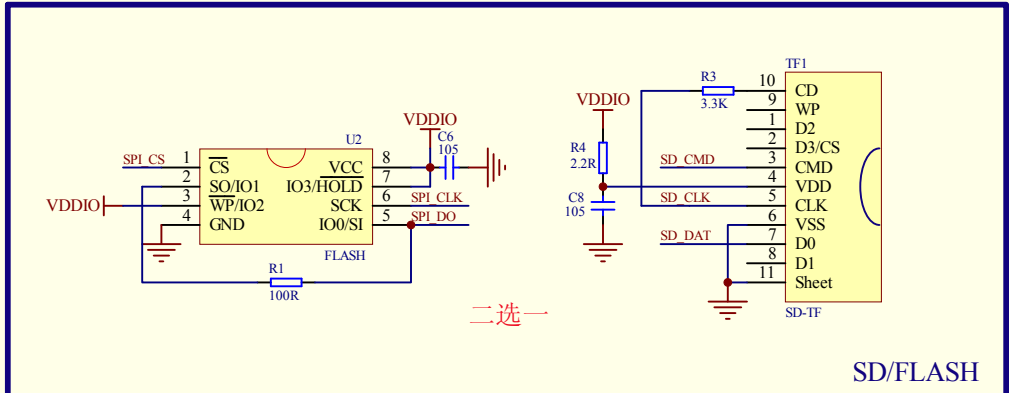 VDDIO
C6
105
U2
SPI_CS
1
CS
VCC
8
2
SO/IO1
IO3/HOLD
7
VDDIO
3
WP/IO2
SCK
6
SPI_CLK
4
GND
IO0/SI
5
SPI_DO
FLASH
R1
100R
二选一
TF1
R3
3.3K
10
CD
9
WP
1
D2
2
D3/CS
SD_CMD
3
CMD
4
VDD
SD_CLK
5
CLK
6
VSS
SD_DAT
7
D0
8
D1
11
Sheet
SD-TF
VDDIO
R4
2.2R
C8
105
SD/FLASH